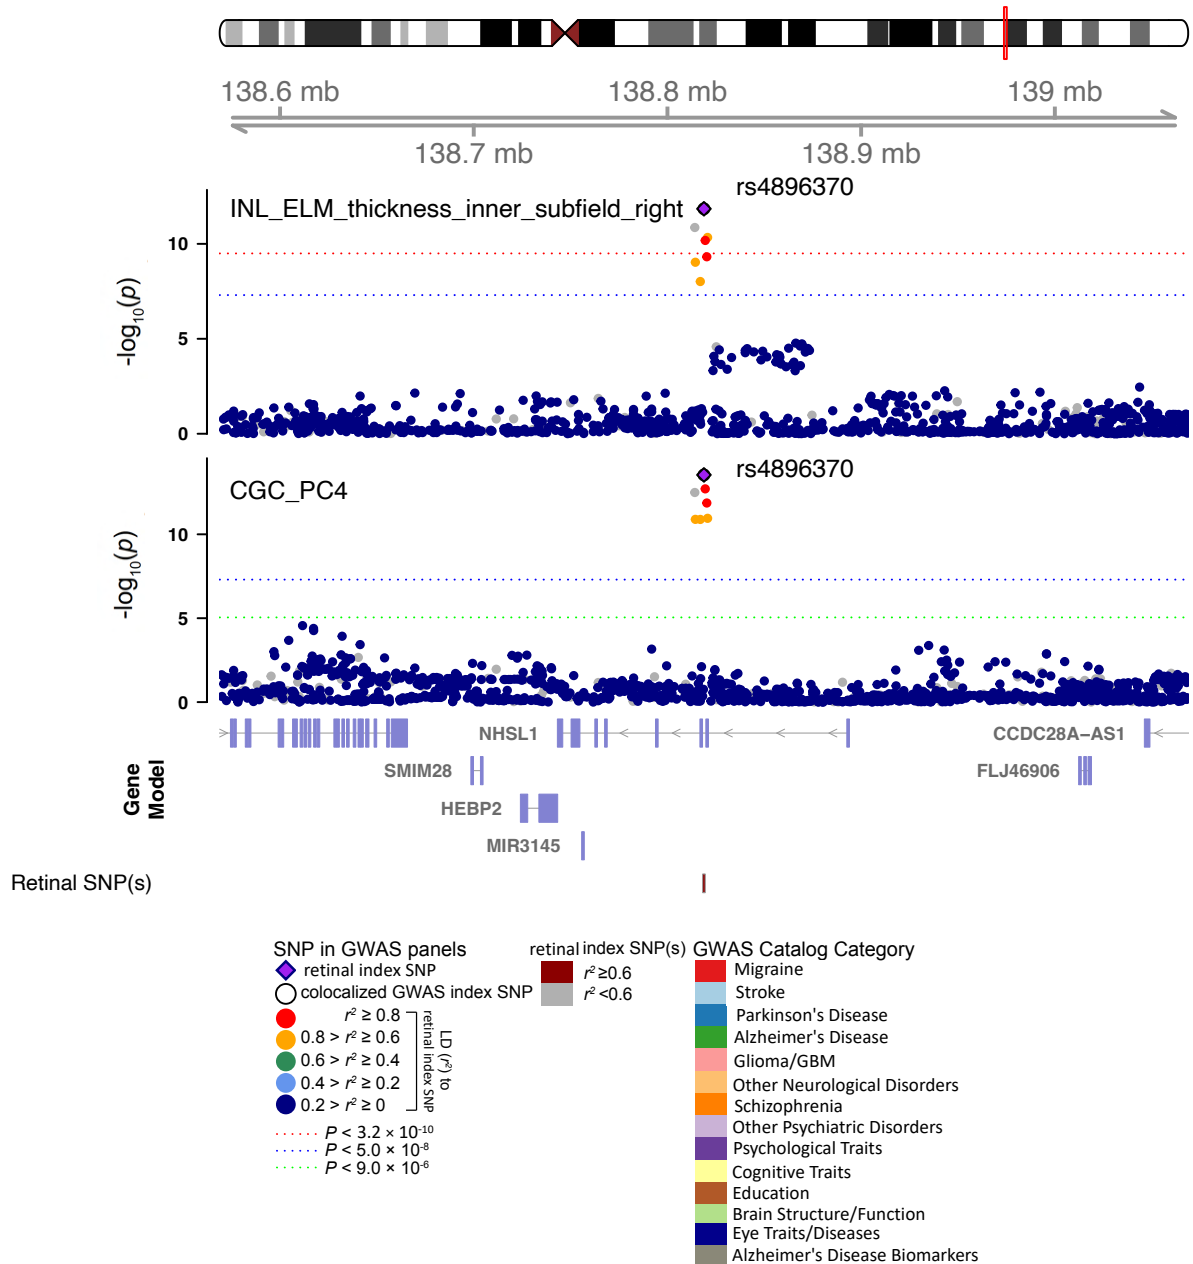 138.6 mb 138.8 mb 139 mb
138.7 mb 138.9 mb
rs4896370
INL_ELM_thickness_inner_subfield_right
10
5
0
-log10(p)
rs4896370
CGC_PC4
10
5
0
-log10(p)
NHSL1 CCDC28A−AS1
SMIM28 FLJ46906
HEBP2
MIR3145
Gene
Model
Retinal SNP(s)
SNP in GWAS panels
retinal index SNP
colocalized GWAS index SNP
r² ≥ 0.8
0.8 > r² ≥ 0.6
0.6 > r² ≥ 0.4
0.4 > r² ≥ 0.2
0.2 > r² ≥ 0
LD (r²) to
retinal index SNP
P < 3.2 × 10⁻¹⁰
P < 5.0 × 10⁻⁸
P < 9.0 × 10⁻⁶
retinal index SNP(s)
r² ≥0.6
r² <0.6
GWAS Catalog Category
Migraine
Stroke
Parkinson's Disease
Alzheimer's Disease
Glioma/GBM
Other Neurological Disorders
Schizophrenia
Other Psychiatric Disorders
Psychological Traits
Cognitive Traits
Education
Brain Structure/Function
Eye Traits/Diseases
Alzheimer's Disease Biomarkers